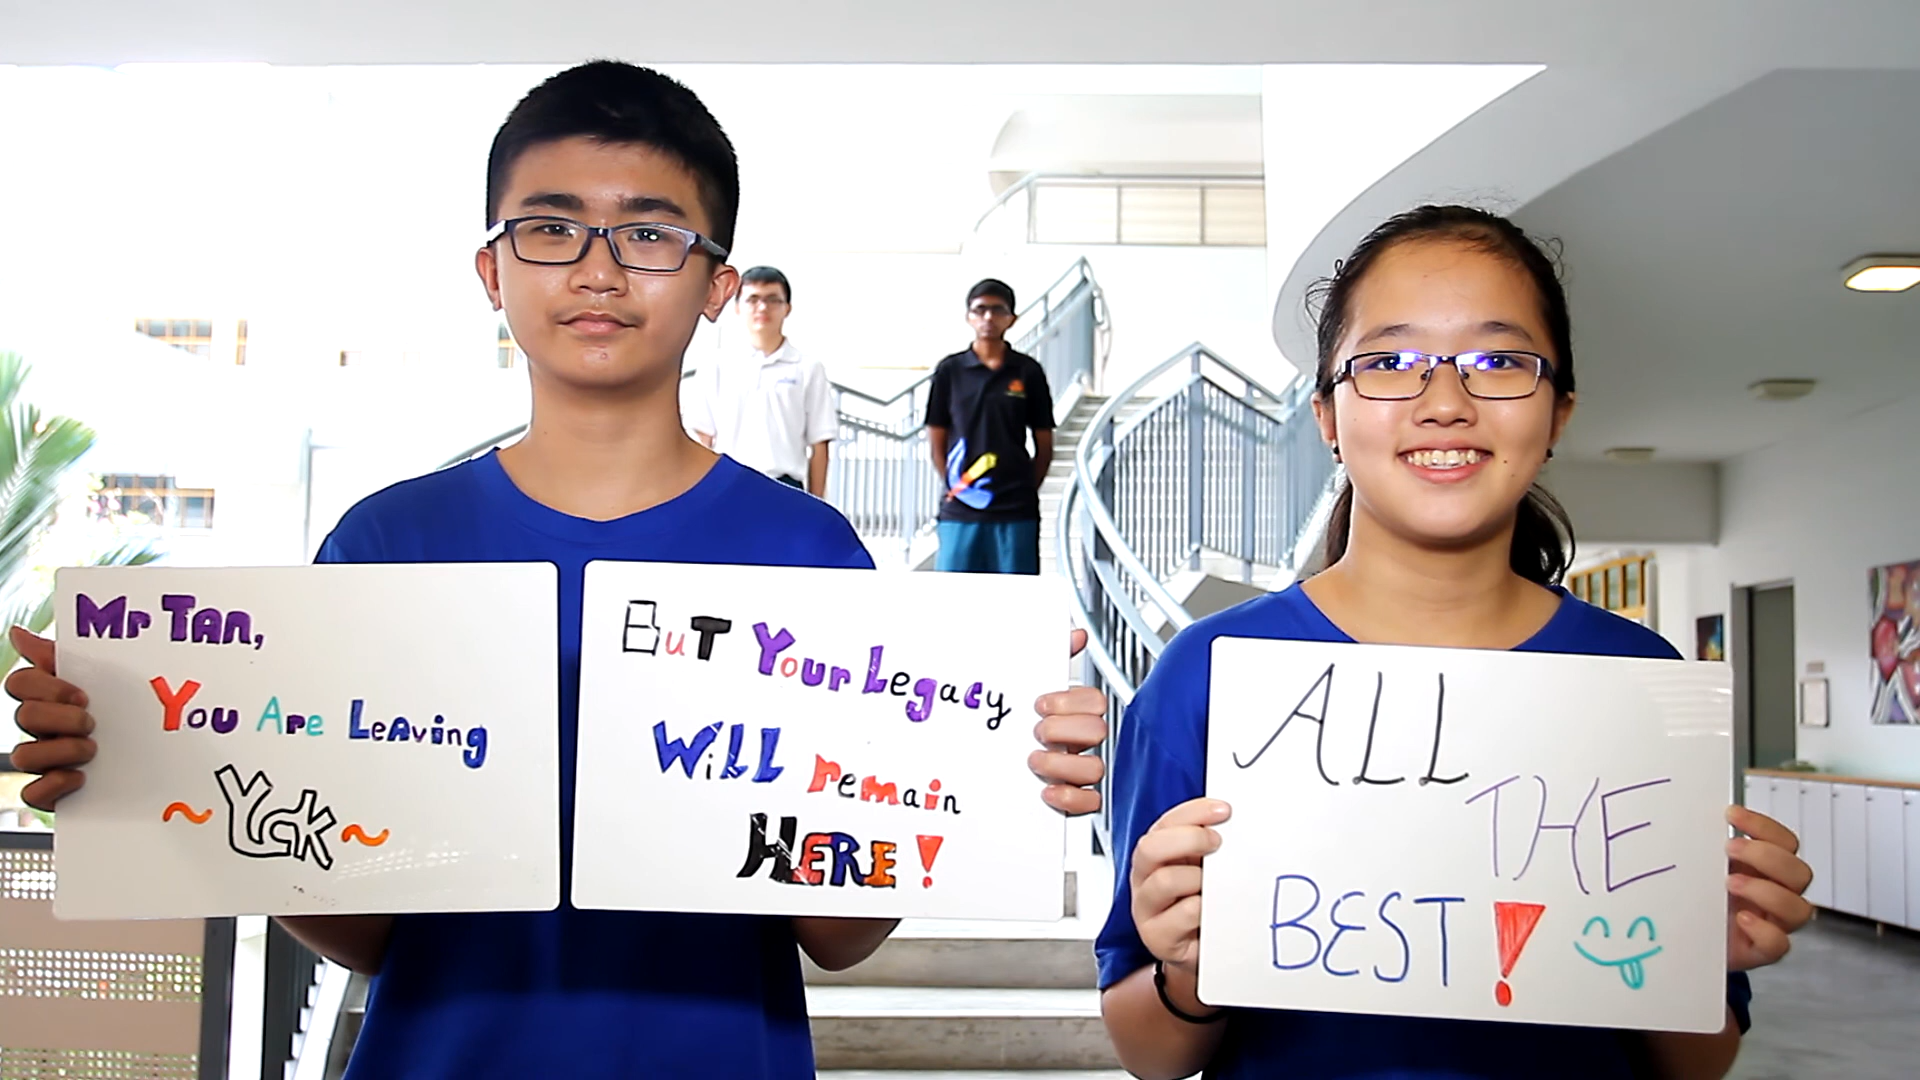 Mr Tan,
You Are Leaving
~Yck~
BuT Your Legacy
Will remain
HERE!
ALL
THE
BEST!